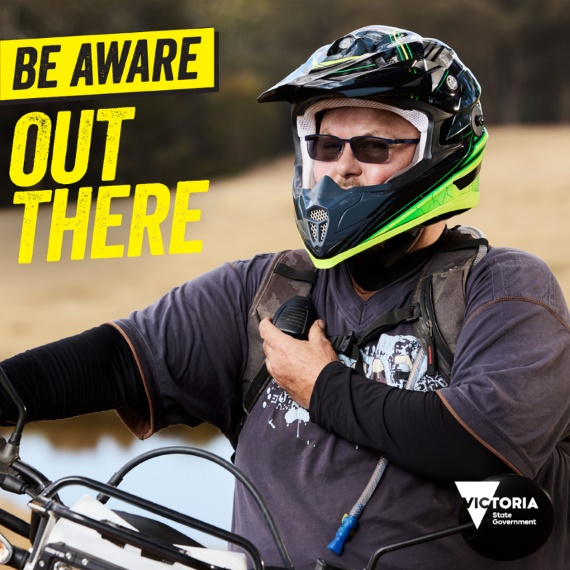 BE AWARE
OUT
THERE
VICTORIA
State
Government